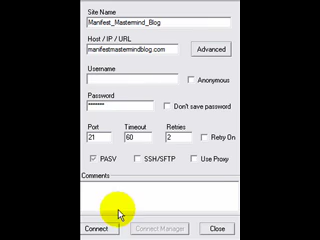 Site Name
Manifest_Mastermind_Blog
Host / IP / URL
manifestmastermindblog.com
Advanced
Username
Anonymous
Password
*******
Don't save password
Port Timeout Retries
21 60 2 Retry On
PASV SSH/SFTP Use Proxy
Comments
Connect Connect Manager Close